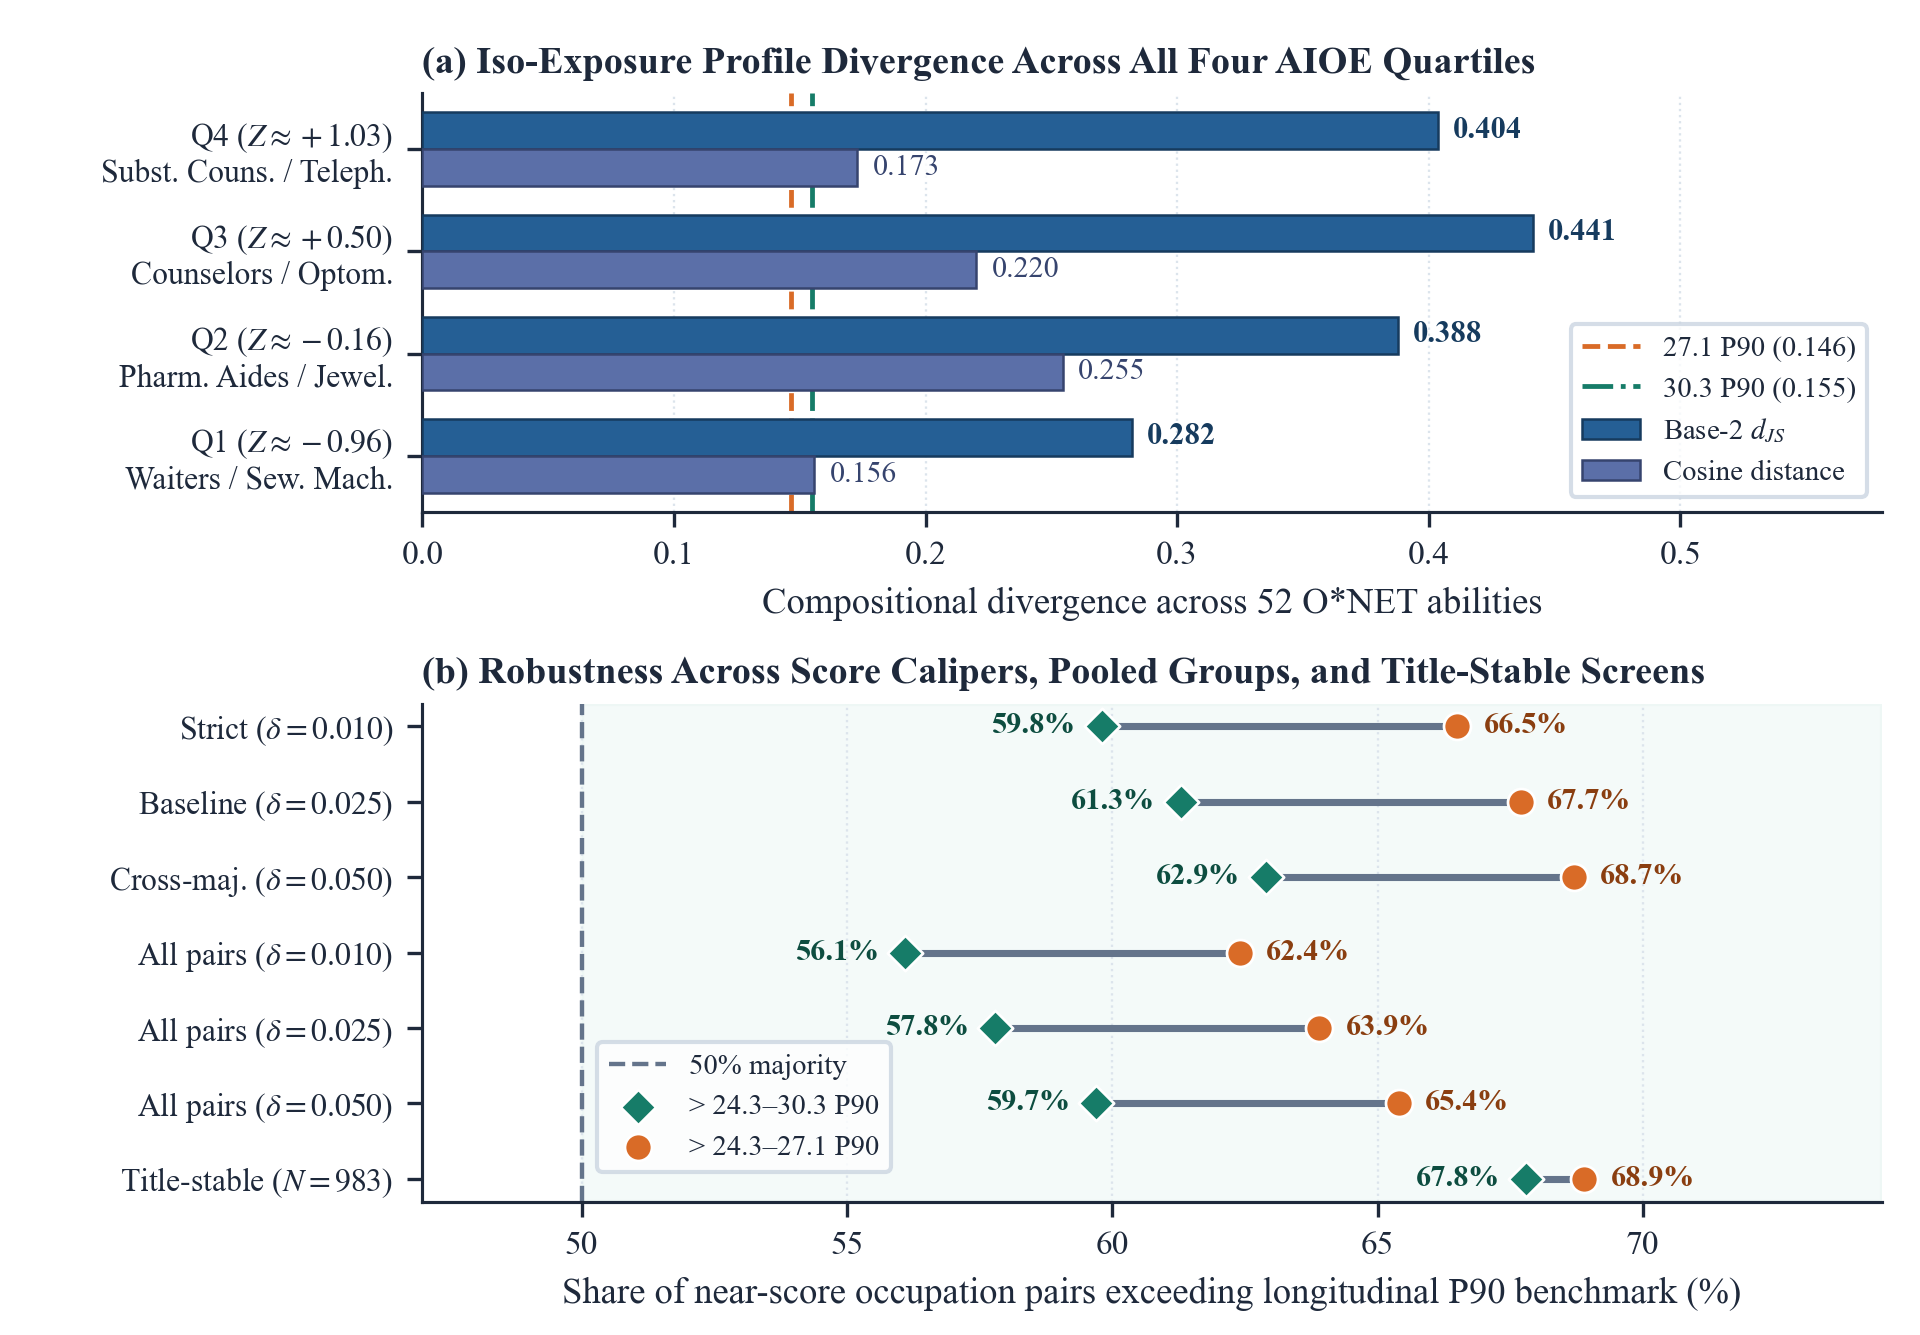 (a) Iso-Exposure Profile Divergence Across All Four AIOE Quartiles
Q4 (Z ≈ +1.03)
Subst. Couns. / Teleph.
0.404
0.173
Q3 (Z ≈ +0.50)
Counselors / Optom.
0.441
0.220
Q2 (Z ≈ −0.16)
Pharm. Aides / Jewel.
0.388
0.255
Q1 (Z ≈ −0.96)
Waiters / Sew. Mach.
0.282
0.156
27.1 P90 (0.146)
30.3 P90 (0.155)
Base-2 d_JS
Cosine distance
0.0 0.1 0.2 0.3 0.4 0.5
Compositional divergence across 52 O*NET abilities
(b) Robustness Across Score Calipers, Pooled Groups, and Title-Stable Screens
Strict (δ = 0.010) 59.8% 66.5%
Baseline (δ = 0.025) 61.3% 67.7%
Cross-maj. (δ = 0.050) 62.9% 68.7%
All pairs (δ = 0.010) 56.1% 62.4%
All pairs (δ = 0.025) 57.8% 63.9%
All pairs (δ = 0.050) 59.7% 65.4%
Title-stable (N = 983) 67.8% 68.9%
50% majority
> 24.3–30.3 P90
> 24.3–27.1 P90
50 55 60 65 70
Share of near-score occupation pairs exceeding longitudinal P90 benchmark (%)